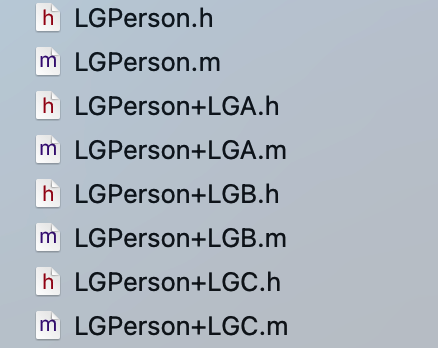 h LGPerson.h
m LGPerson.m
h LGPerson+LGA.h
m LGPerson+LGA.m
h LGPerson+LGB.h
m LGPerson+LGB.m
h LGPerson+LGC.h
m LGPerson+LGC.m